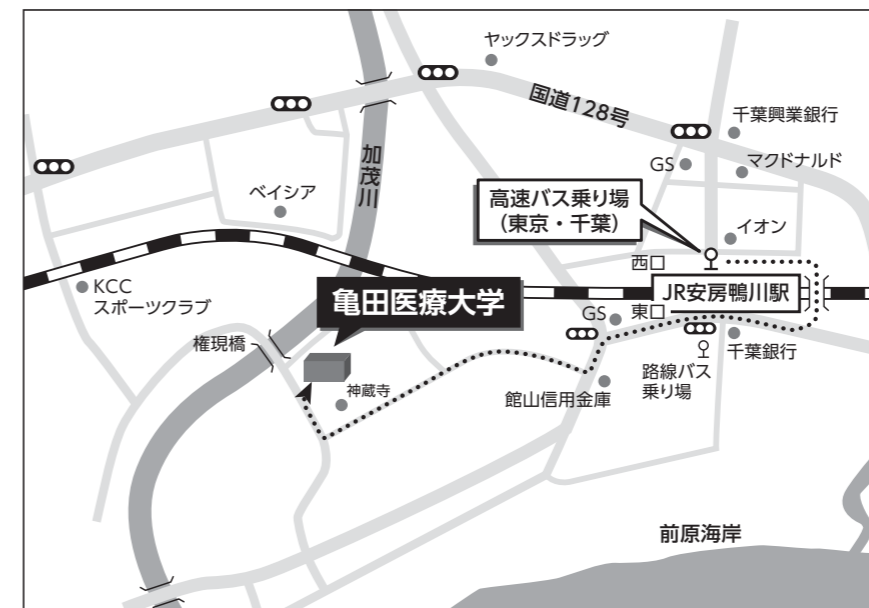 ヤックスドラッグ
国道128号
千葉興業銀行
GS
マクドナルド
加茂川
ベイシア
高速バス乗り場
（東京・千葉）
イオン
西口
KCC
スポーツクラブ
亀田医療大学
JR安房鴨川駅
GS
東口
権現橋
千葉銀行
路線バス
乗り場
神蔵寺
館山信用金庫
前原海岸